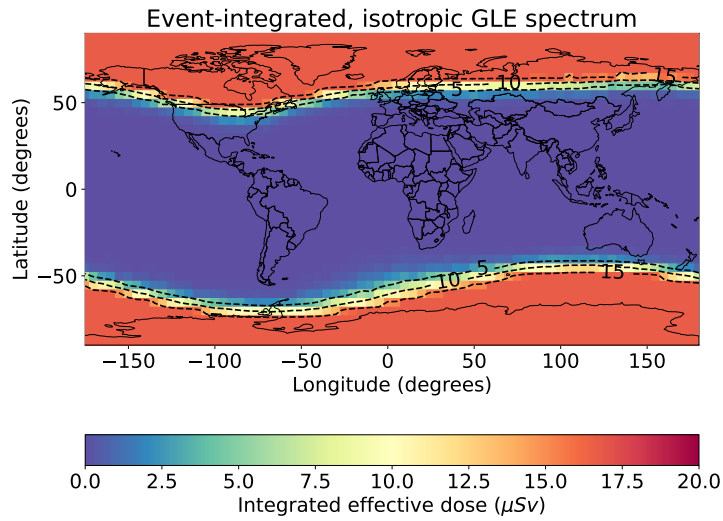 Event-integrated, isotropic GLE spectrum
15
10
5
50
0
−50
Latitude (degrees)
5
10
15
−150 −100 −50 0 50 100 150
Longitude (degrees)
0.0 2.5 5.0 7.5 10.0 12.5 15.0 17.5 20.0
Integrated effective dose (μSv)